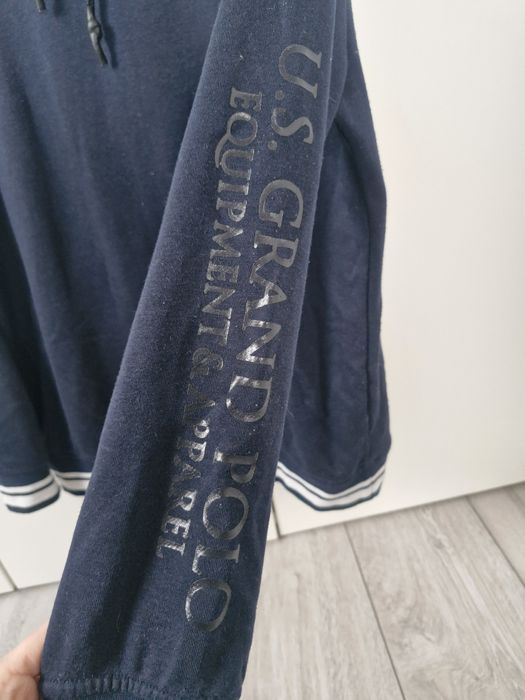 U.S. GRAND POLO
EQUIPMENT & APPAREL